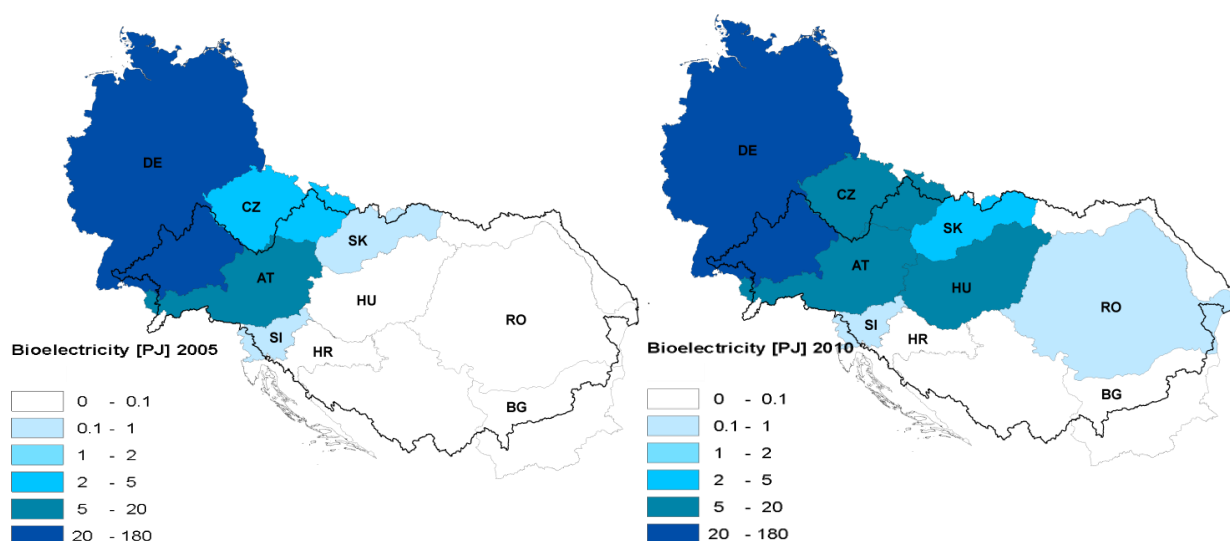 DE
CZ
SK
AT
HU
RO
SI
HR
BG
Bioelectricity [PJ] 2005
0 - 0.1
0.1 - 1
1 - 2
2 - 5
5 - 20
20 - 180
DE
CZ
SK
AT
HU
RO
SI
HR
BG
Bioelectricity [PJ] 2010
0 - 0.1
0.1 - 1
1 - 2
2 - 5
5 - 20
20 - 180